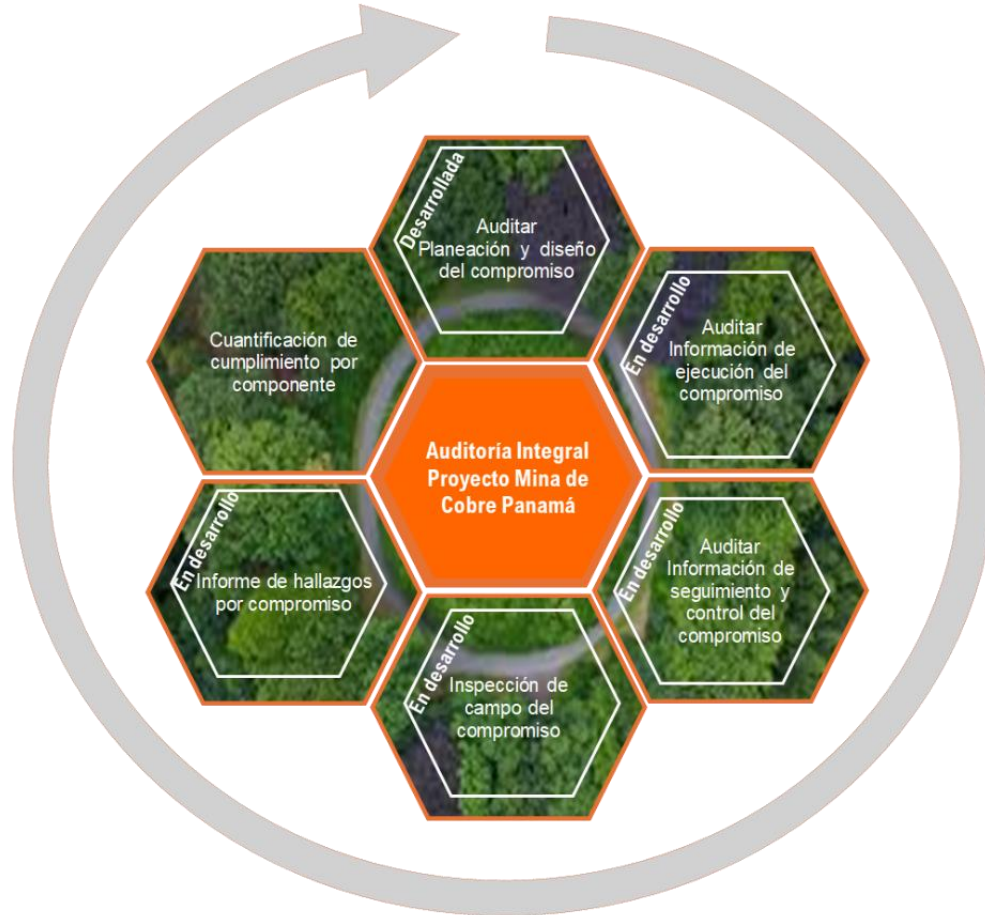 Desarrollada
Auditar
Planeación y diseño
del compromiso
En desarrollo
Auditar
Información de
ejecución del
compromiso
En desarrollo
Auditar
Información de
seguimiento y
control del
compromiso
En desarrollo
Inspección de
campo del
compromiso
En desarrollo
Informe de hallazgos
por compromiso
Cuantificación de
cumplimiento por
componente
Auditoría Integral
Proyecto Mina de
Cobre Panamá